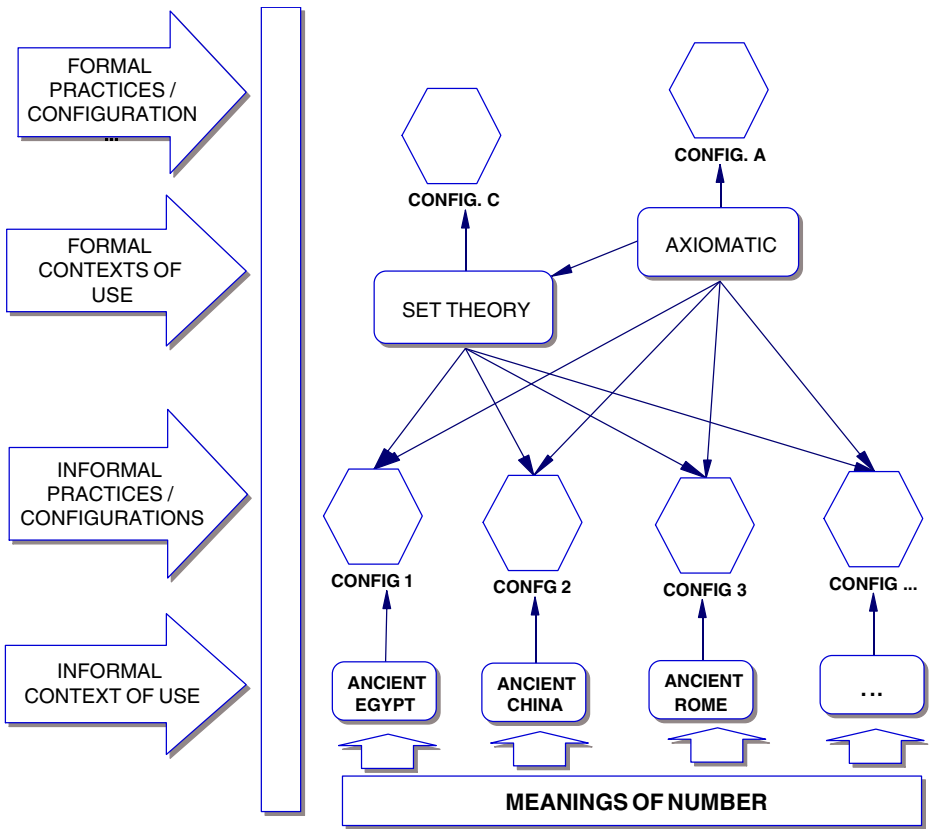 FORMAL
PRACTICES /
CONFIGURATION
...
CONFIG. A
CONFIG. C
FORMAL
CONTEXTS OF
USE
AXIOMATIC
SET THEORY
INFORMAL
PRACTICES /
CONFIGURATIONS
CONFIG 1
CONFG 2
CONFIG 3
CONFIG ...
INFORMAL
CONTEXT OF USE
ANCIENT
EGYPT
ANCIENT
CHINA
ANCIENT
ROME
...
MEANINGS OF NUMBER